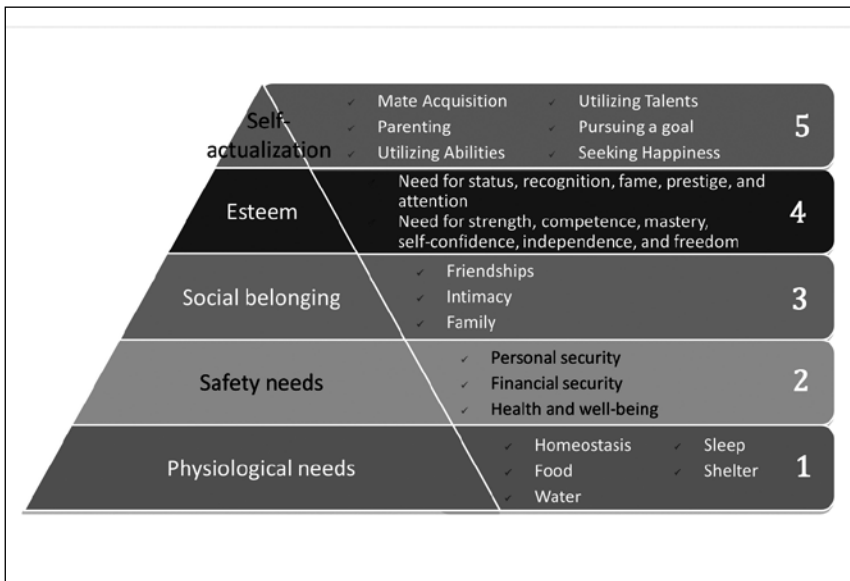 Self-
actualization
Mate Acquisition
Parenting
Utilizing Abilities
Utilizing Talents
Pursuing a goal
Seeking Happiness
5
Esteem
Need for status, recognition, fame, prestige, and
attention
Need for strength, competence, mastery,
self-confidence, independence, and freedom
4
Social belonging
Friendships
Intimacy
Family
3
Safety needs
Personal security
Financial security
Health and well-being
2
Physiological needs
Homeostasis
Food
Water
Sleep
Shelter
1